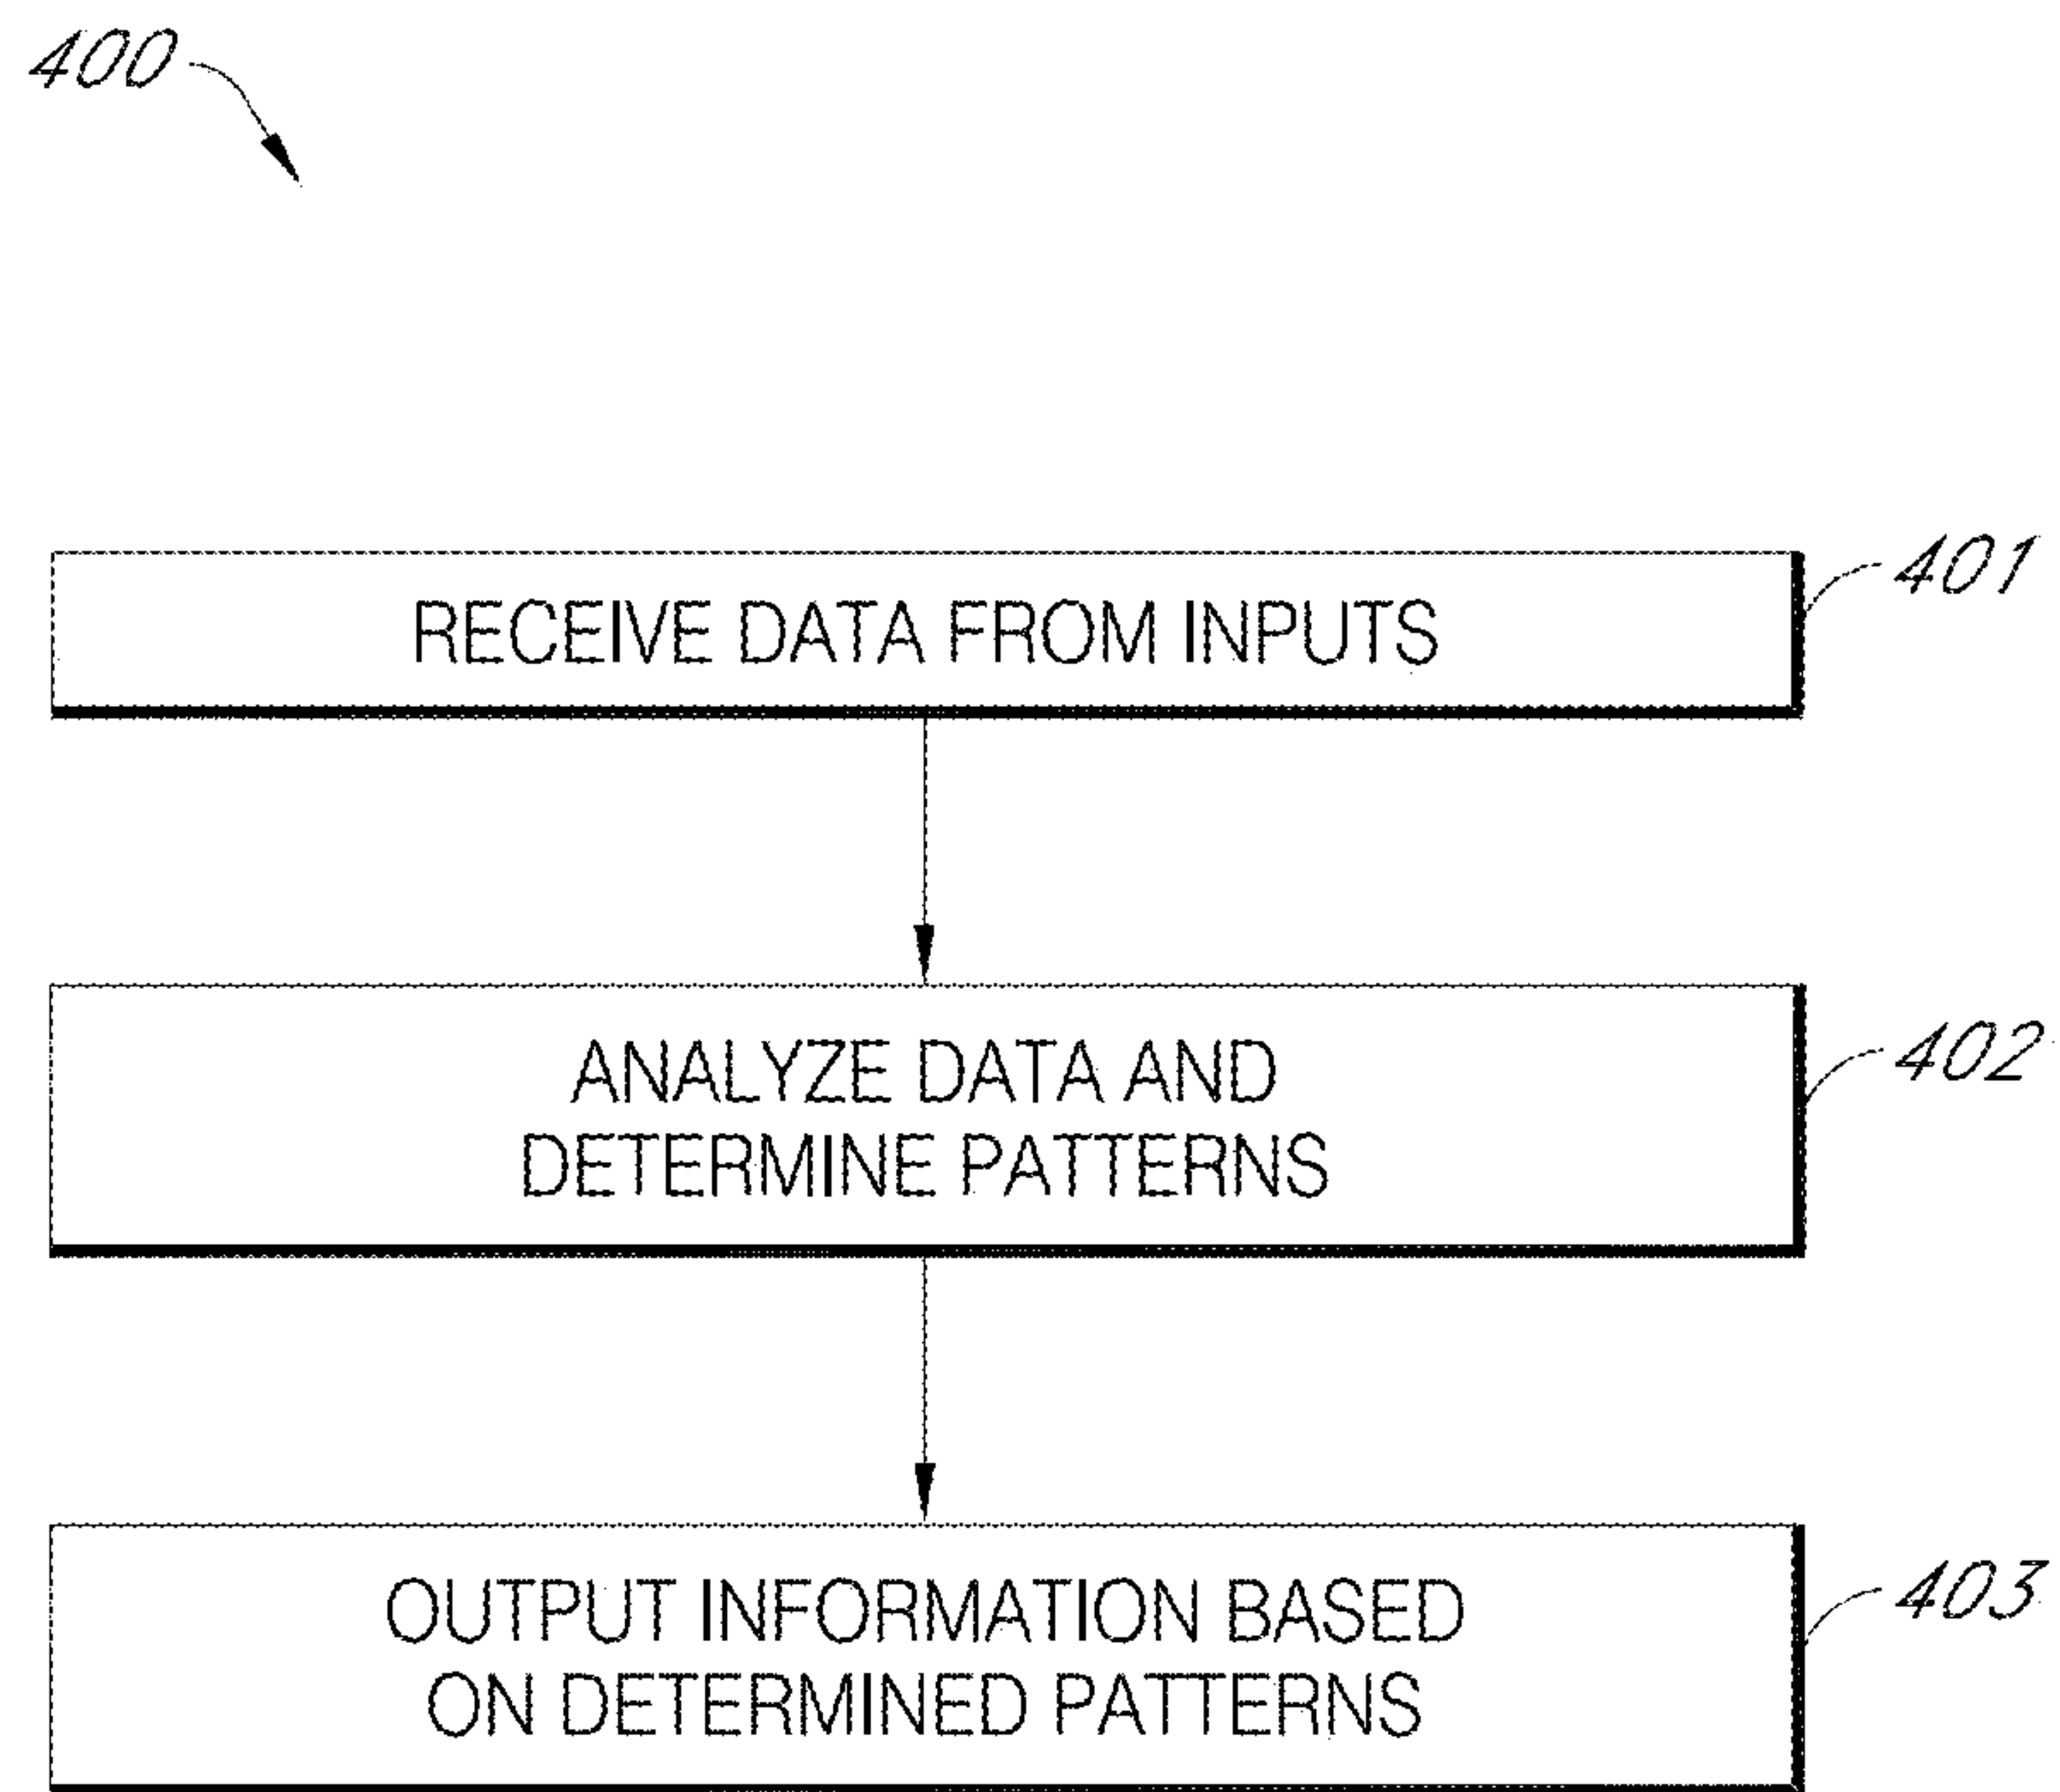 400
RECEIVE DATA FROM INPUTS
401
ANALYZE DATA AND
DETERMINE PATTERNS
402
OUTPUT INFORMATION BASED
ON DETERMINED PATTERNS
403